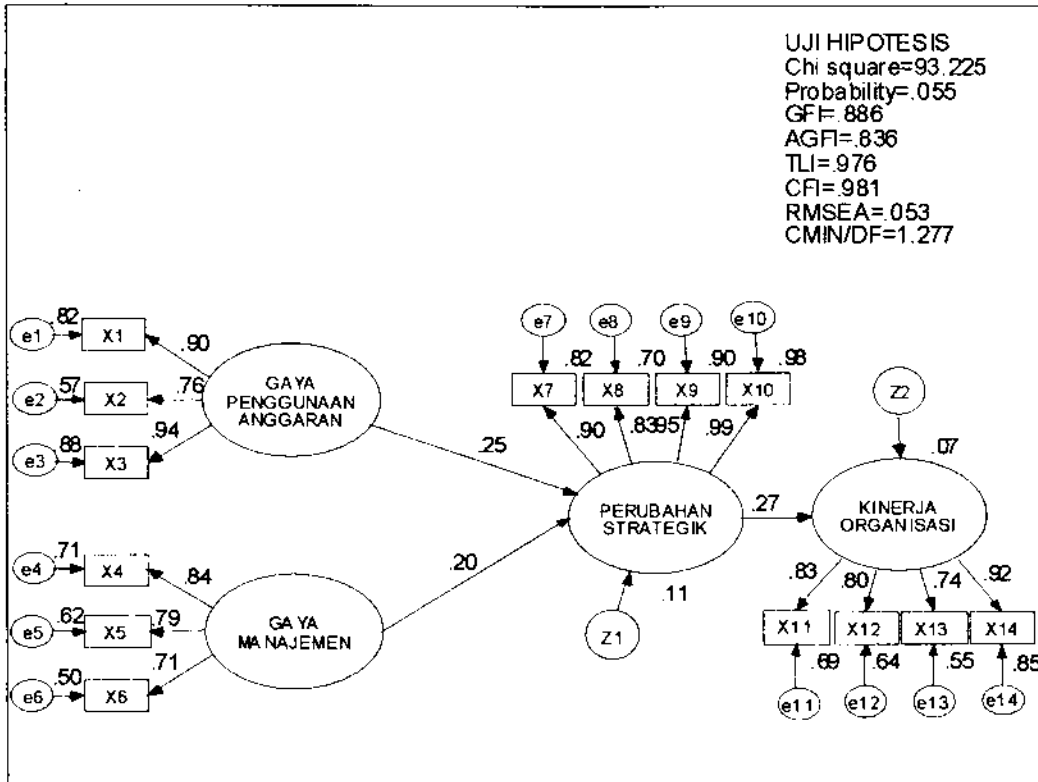 UJI HIPOTESIS
Chi square=93.225
Probability=.055
GFI=.886
AGFI=.836
TLI=.976
CFI=.981
RMSEA=.053
CMIN/DF=1.277
e1
.82
X1
.90
e2
.57
X2
.76
e3
.88
X3
.94
GAYA
PENGGUNAAN
ANGGARAN
.25
e4
.71
X4
.84
e5
.62
X5
.79
e6
.50
X6
.71
GAYA
MANAJEMEN
.20
e7
e8
e9
e10
.82
.70
.90
.98
X7
X8
X9
X10
.90
.83
.95
.99
PERUBAHAN
STRATEGIK
.11
Z1
.27
Z2
.07
KINERJA
ORGANISASI
.83
.80
.74
.92
X11
X12
X13
X14
.69
.64
.55
.85
e11
e12
e13
e14